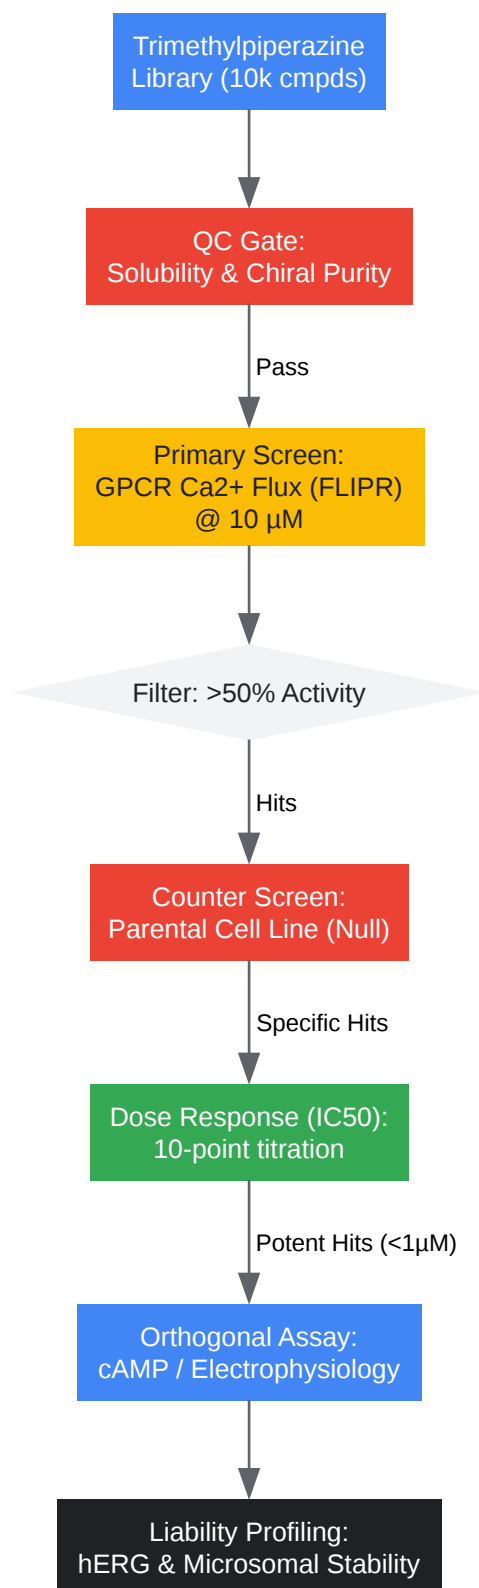 Trimethylpiperazine
Library (10k cmpds)
QC Gate:
Solubility & Chiral Purity
Pass
Primary Screen:
GPCR Ca2+ Flux (FLIPR)
@ 10 µM
Filter: >50% Activity
Hits
Counter Screen:
Parental Cell Line (Null)
Specific Hits
Dose Response (IC50):
10-point titration
Potent Hits (<1µM)
Orthogonal Assay:
cAMP / Electrophysiology
Liability Profiling:
hERG & Microsomal Stability